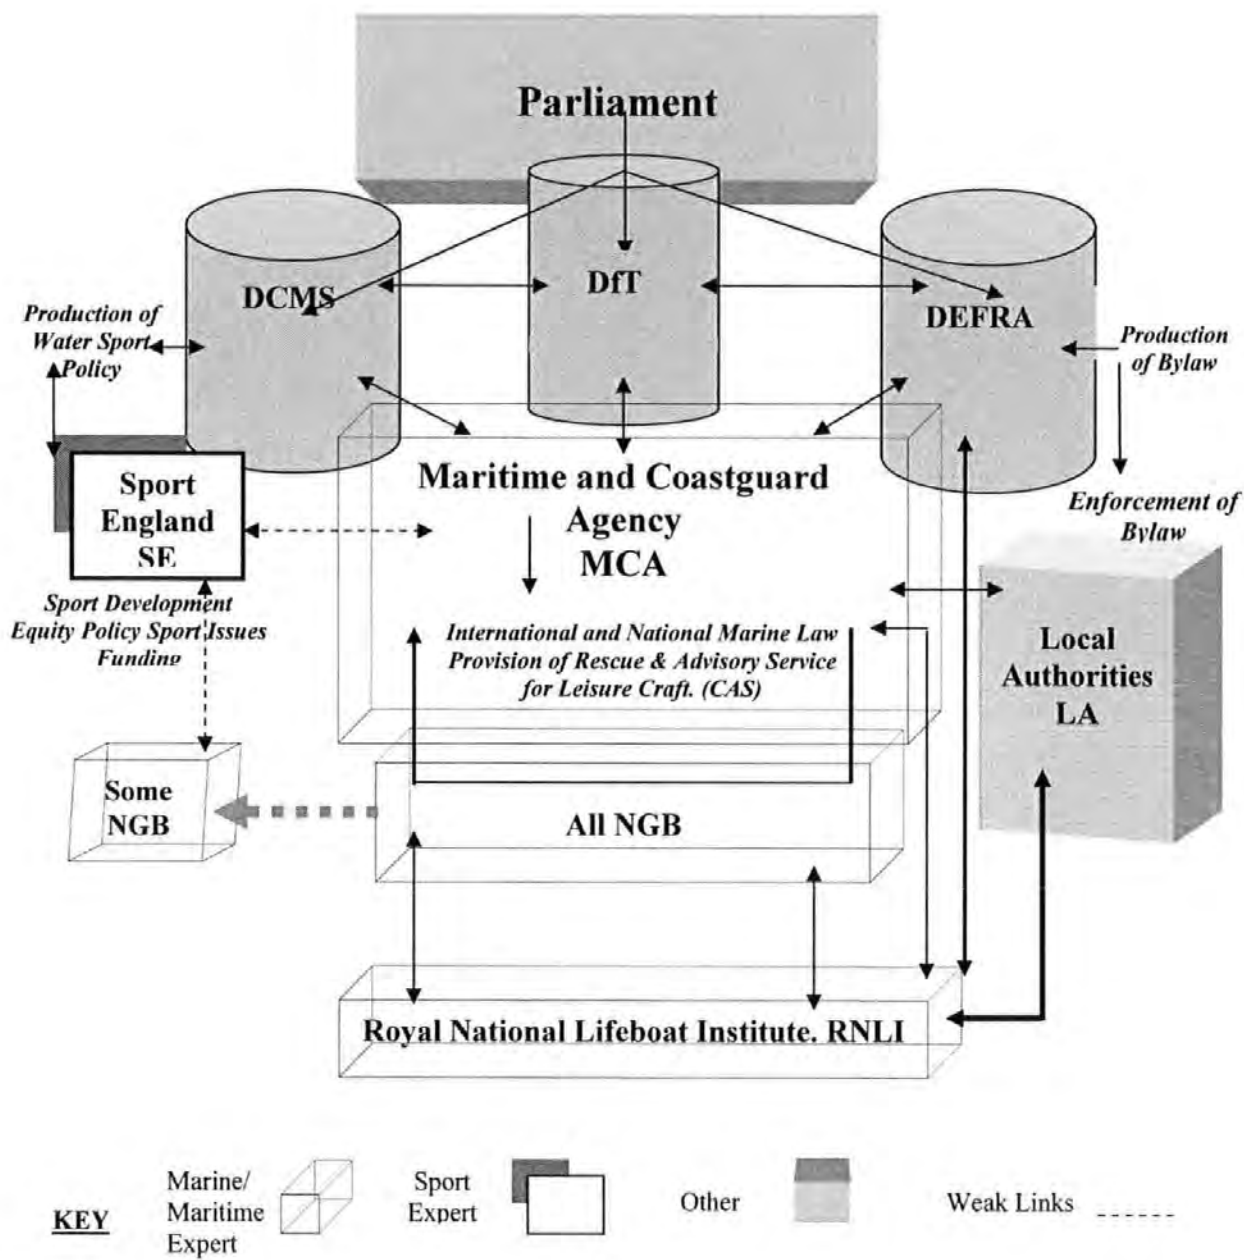 Parliament
DCMS
DfT
DEFRA
Production of
Water Sport
Policy
Production
of Bylaw
Sport
England
SE
Maritime and Coastguard
Agency
MCA
Enforcement of
Bylaw
Sport Development
Equity Policy Sport Issues
Funding
International and National Marine Law
Provision of Rescue & Advisory Service
for Leisure Craft. (CAS)
Local
Authorities
LA
Some
NGB
All NGB
Royal National Lifeboat Institute. RNLI
KEY
Marine/
Maritime
Expert
Sport
Expert
Other
Weak Links